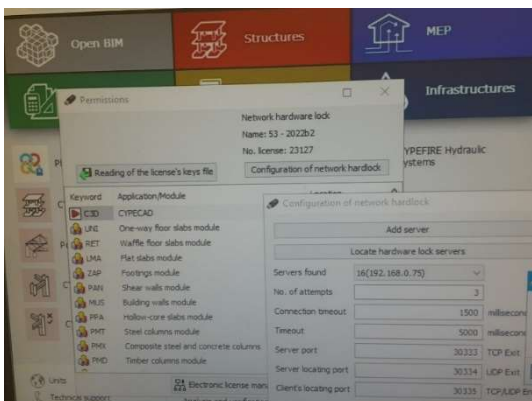 Open BIM
Structures
MEP
Infrastructures
Permissions
Network hardware lock
Name: 53 - 2022b2
No. license: 23127
Reading of the license's keys file
Configuration of network hardlock
YPEFIRE Hydraulic
ystems
Keyword Application/Module
C3D CYPECAD
UNI One-way floor slabs module
RET Waffle floor slabs module
LMA Flat slabs module
ZAP Footings module
PAN Shear walls module
MUS Building walls module
PPA Hollow-core slabs module
PMT Steel columns module
PMX Composite steel and concrete columns
PMD Timber columns module
Configuration of network hardlock
Add server
Locate hardware lock servers
Servers found 16(192.168.0.75)
No. of attempts 3
Connection timeout 1500 millisecon
Timeout 5000 millisecon
Server port 30333 TCP Exit
Server locating port 30334 UDP Exit
Client's locating port 30335 TCP/UDP En
Electronic license man
Units
Technical support